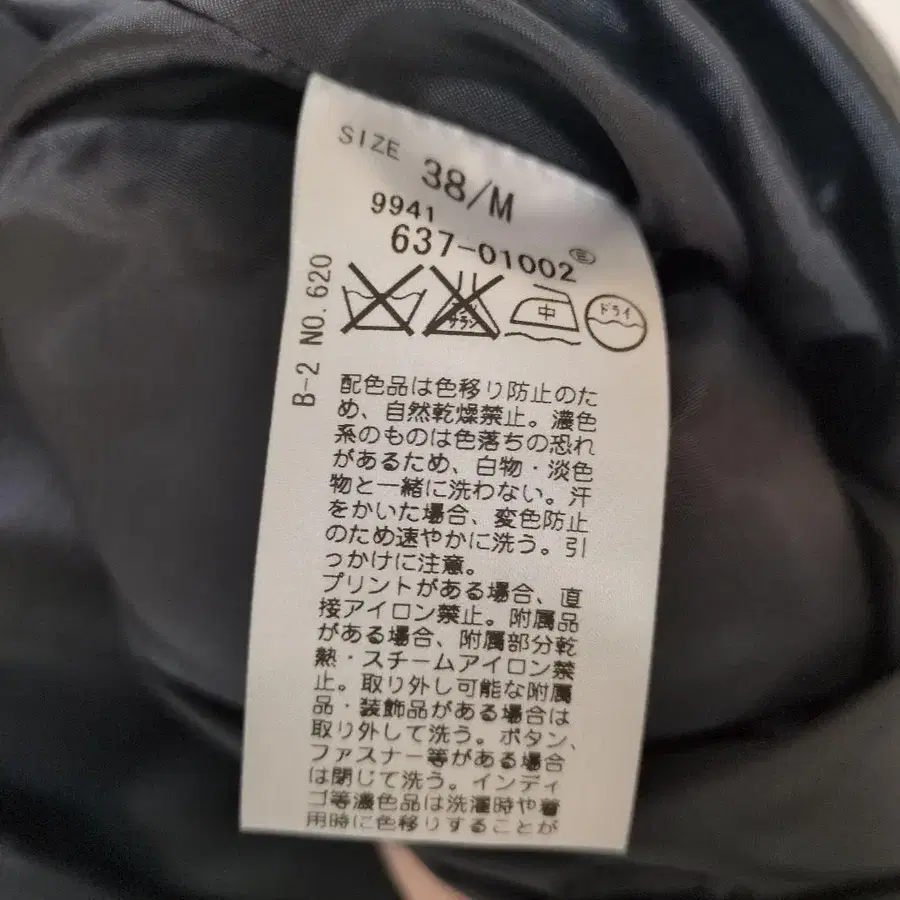 SIZE 38/M
9941
637-01002 Ⓔ
B-2 NO.620
エンソ サラシ 中 ドライ
配色品は色移り防止のた
め、自然乾燥禁止。濃色
系のものは色落ちの恐れ
があるため、白物・淡色
物と一緒に洗わない。汗
をかいた場合、変色防止
のため速やかに洗う。引
っかけに注意。
プリントがある場合、直
接アイロン禁止。附属品
がある場合、附属部分乾
熱・スチームアイロン禁
止。取り外し可能な附属
品・装飾品がある場合は
取り外して洗う。ボタン、
ファスナー等がある場合
は閉じて洗う。インディ
ゴ等濃色品は洗濯時や着
用時に色移りすることが